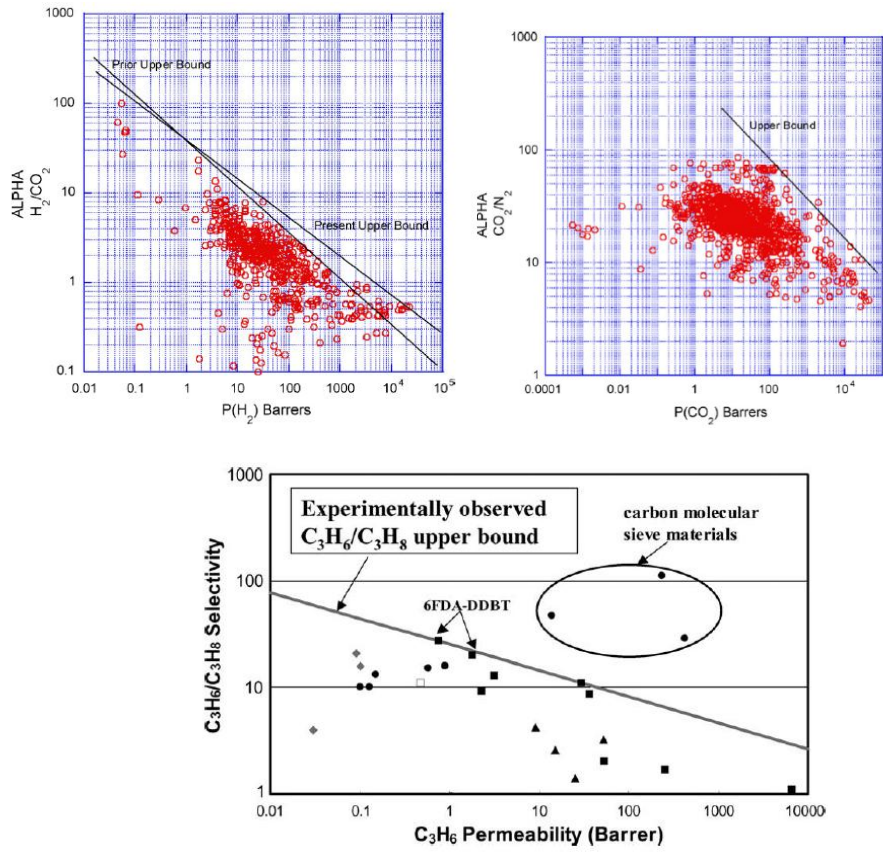 1000
100
10
1
0.1
ALPHA
H2/CO2
Prior Upper Bound
Present Upper Bound
0.01 0.1 10 100 1000 10^4 10^5
P(H2) Barrers
1000
100
10
1
ALPHA
CO2/N2
Upper Bound
0.0001 0.01 1 100 10^4
P(CO2) Barrers
1000
100
10
1
C3H6/C3H8 Selectivity
Experimentally observed
C3H6/C3H8 upper bound
carbon molecular
sieve materials
6FDA-DDBT
0.01 0.1 1 10 100 1000 10000
C3H6 Permeability (Barrer)